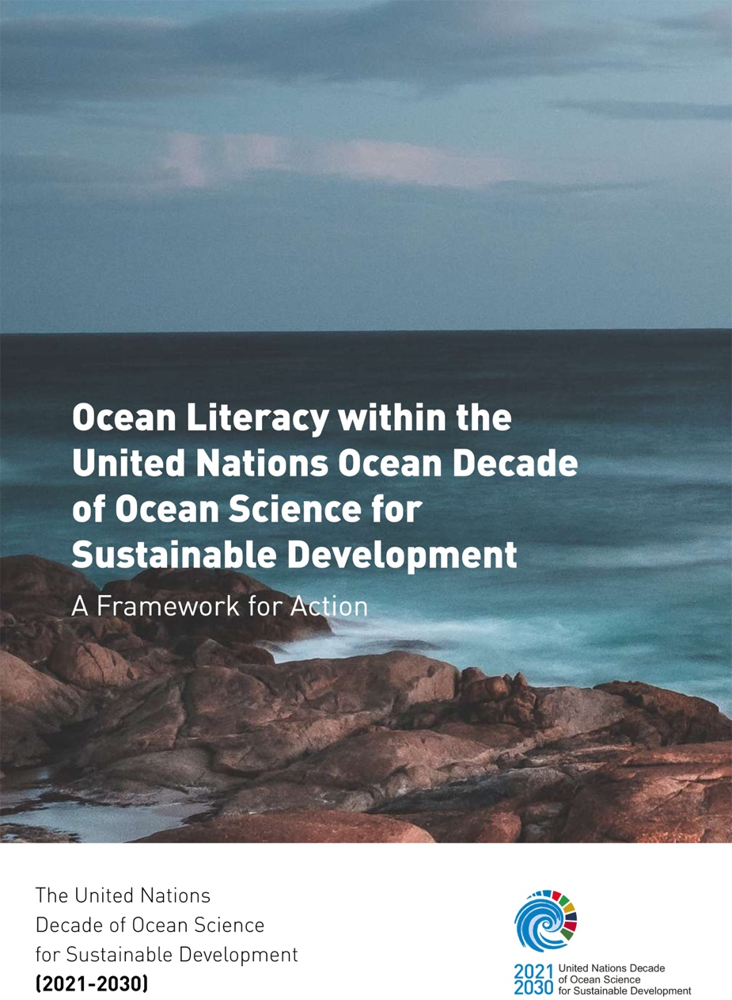 Ocean Literacy within the
United Nations Ocean Decade
of Ocean Science for
Sustainable Development
A Framework for Action
The United Nations
Decade of Ocean Science
for Sustainable Development
(2021-2030)
2021
2030
United Nations Decade
of Ocean Science
for Sustainable Development